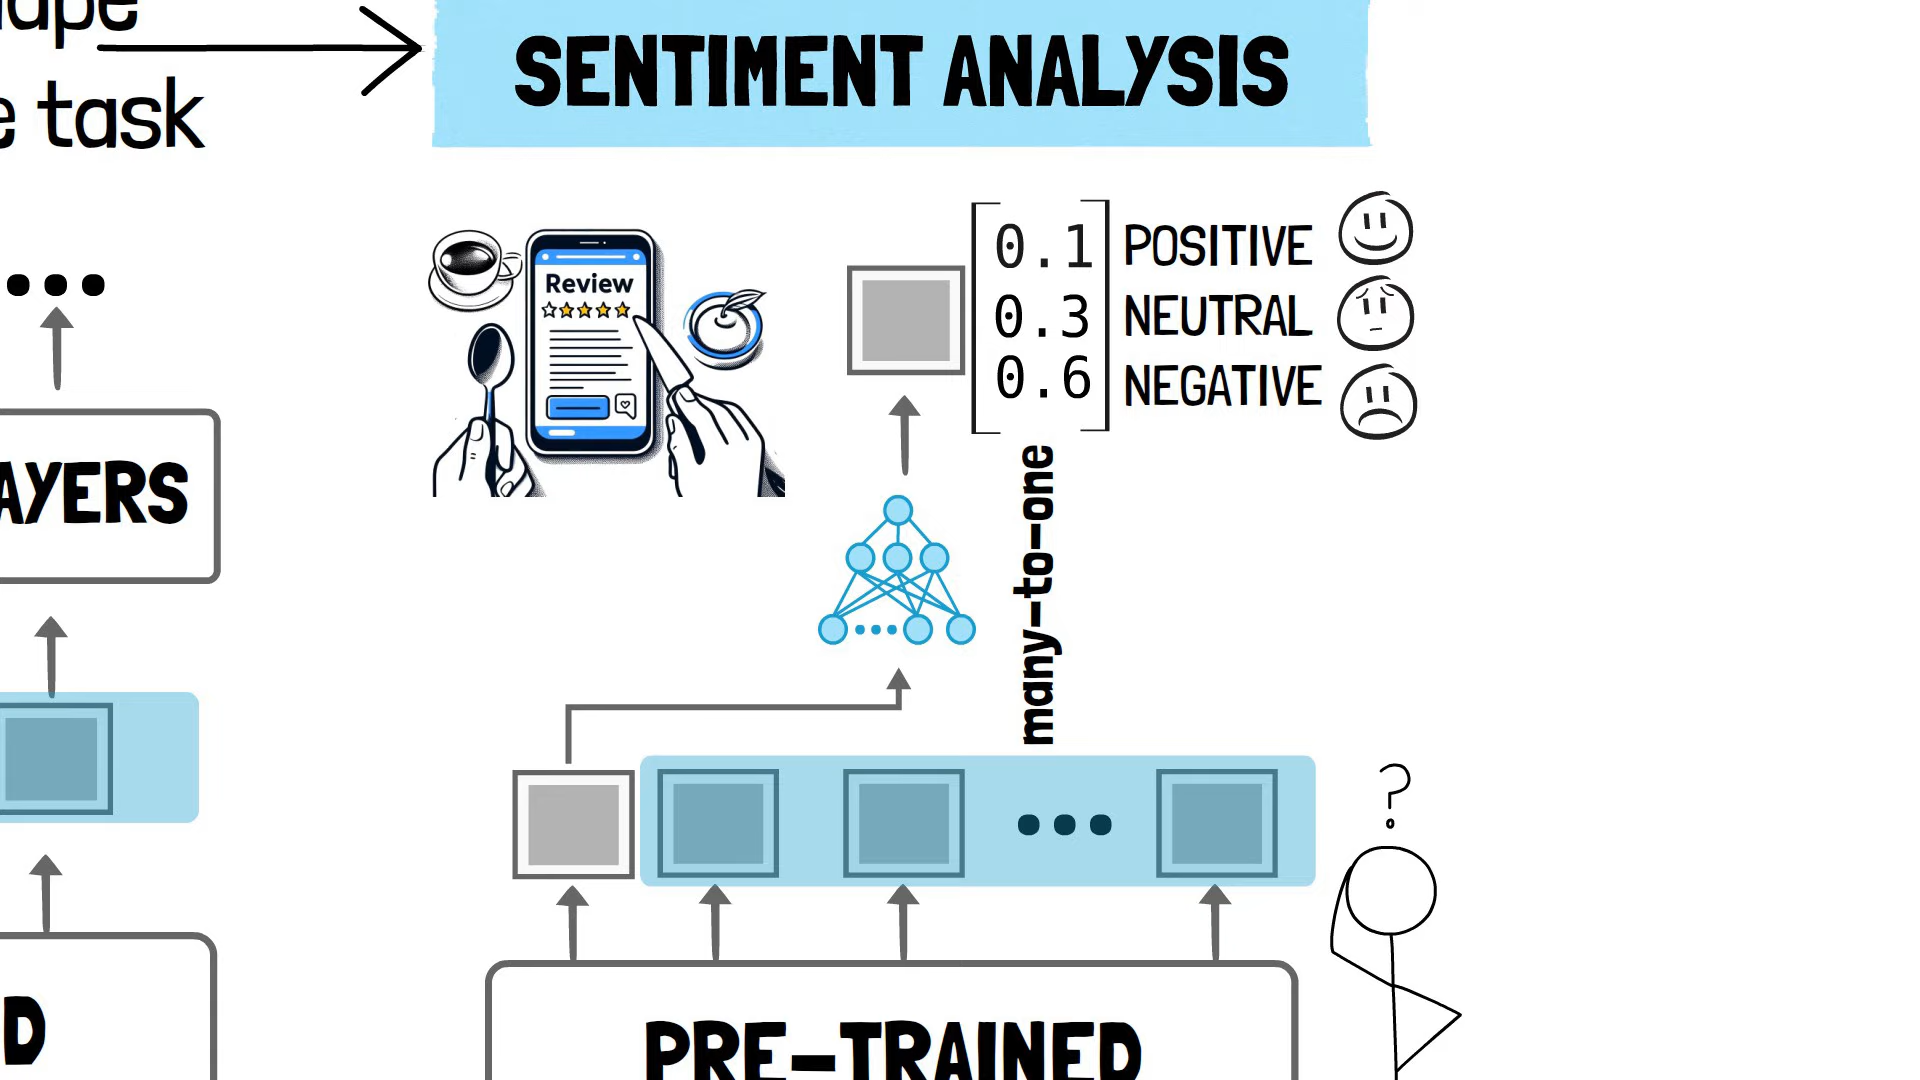 e task
SENTIMENT ANALYSIS
Review
0.1 POSITIVE
0.3 NEUTRAL
0.6 NEGATIVE
many-to-one
AYERS
?
D
PRE-TRAINED